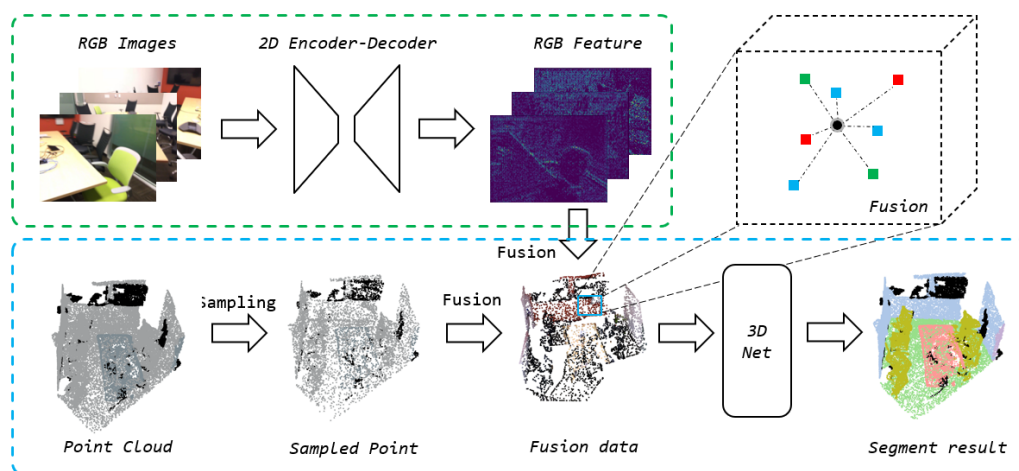 RGB Images
2D Encoder-Decoder
RGB Feature
Fusion
Fusion
Sampling
Fusion
3D
Net
Point Cloud
Sampled Point
Fusion data
Segment result